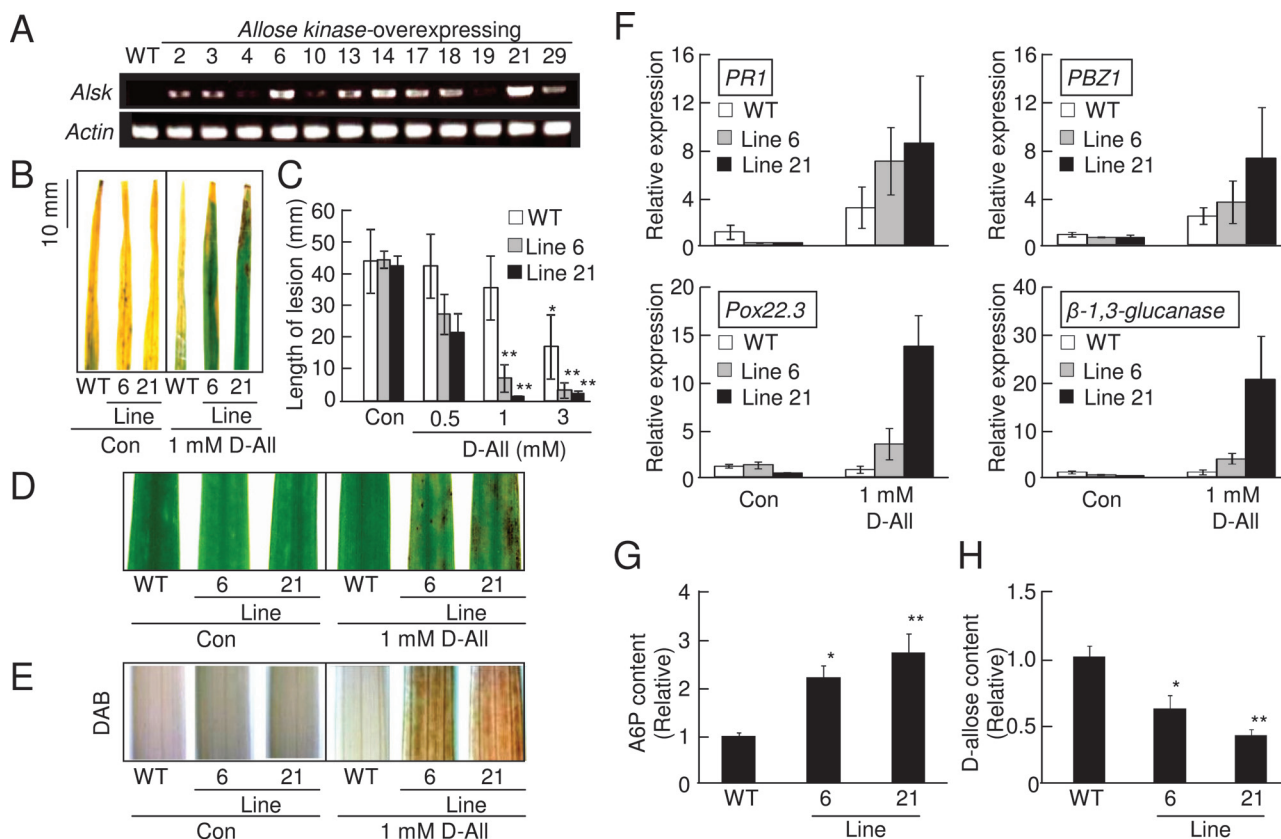 A
Allose kinase-overexpressing
WT 2 3 4 6 10 13 14 17 18 19 21 29
Alsk
Actin
B
10 mm
WT 6 21 WT 6 21
Line Line
Con 1 mM D-All
C
Length of lesion (mm)
60
50
40
30
20
10
0
WT
Line 6
Line 21
** ** * ** **
Con 0.5 1 3
D-All (mM)
D
WT 6 21 WT 6 21
Line Line
Con 1 mM D-All
E
DAB
WT 6 21 WT 6 21
Line Line
Con 1 mM D-All
F
Relative expression
16
12
8
4
0
PR1
WT
Line 6
Line 21
Relative expression
16
12
8
4
0
PBZ1
WT
Line 6
Line 21
Relative expression
20
15
10
5
0
Pox22.3
WT
Line 6
Line 21
Con 1 mM
D-All
Relative expression
40
30
20
10
0
β-1,3-glucanase
WT
Line 6
Line 21
Con 1 mM
D-All
G
A6P content
(Relative)
4
3
2
1
0
* **
WT 6 21
Line
H
D-allose content
(Relative)
1.5
1.0
0.5
0
* **
WT 6 21
Line